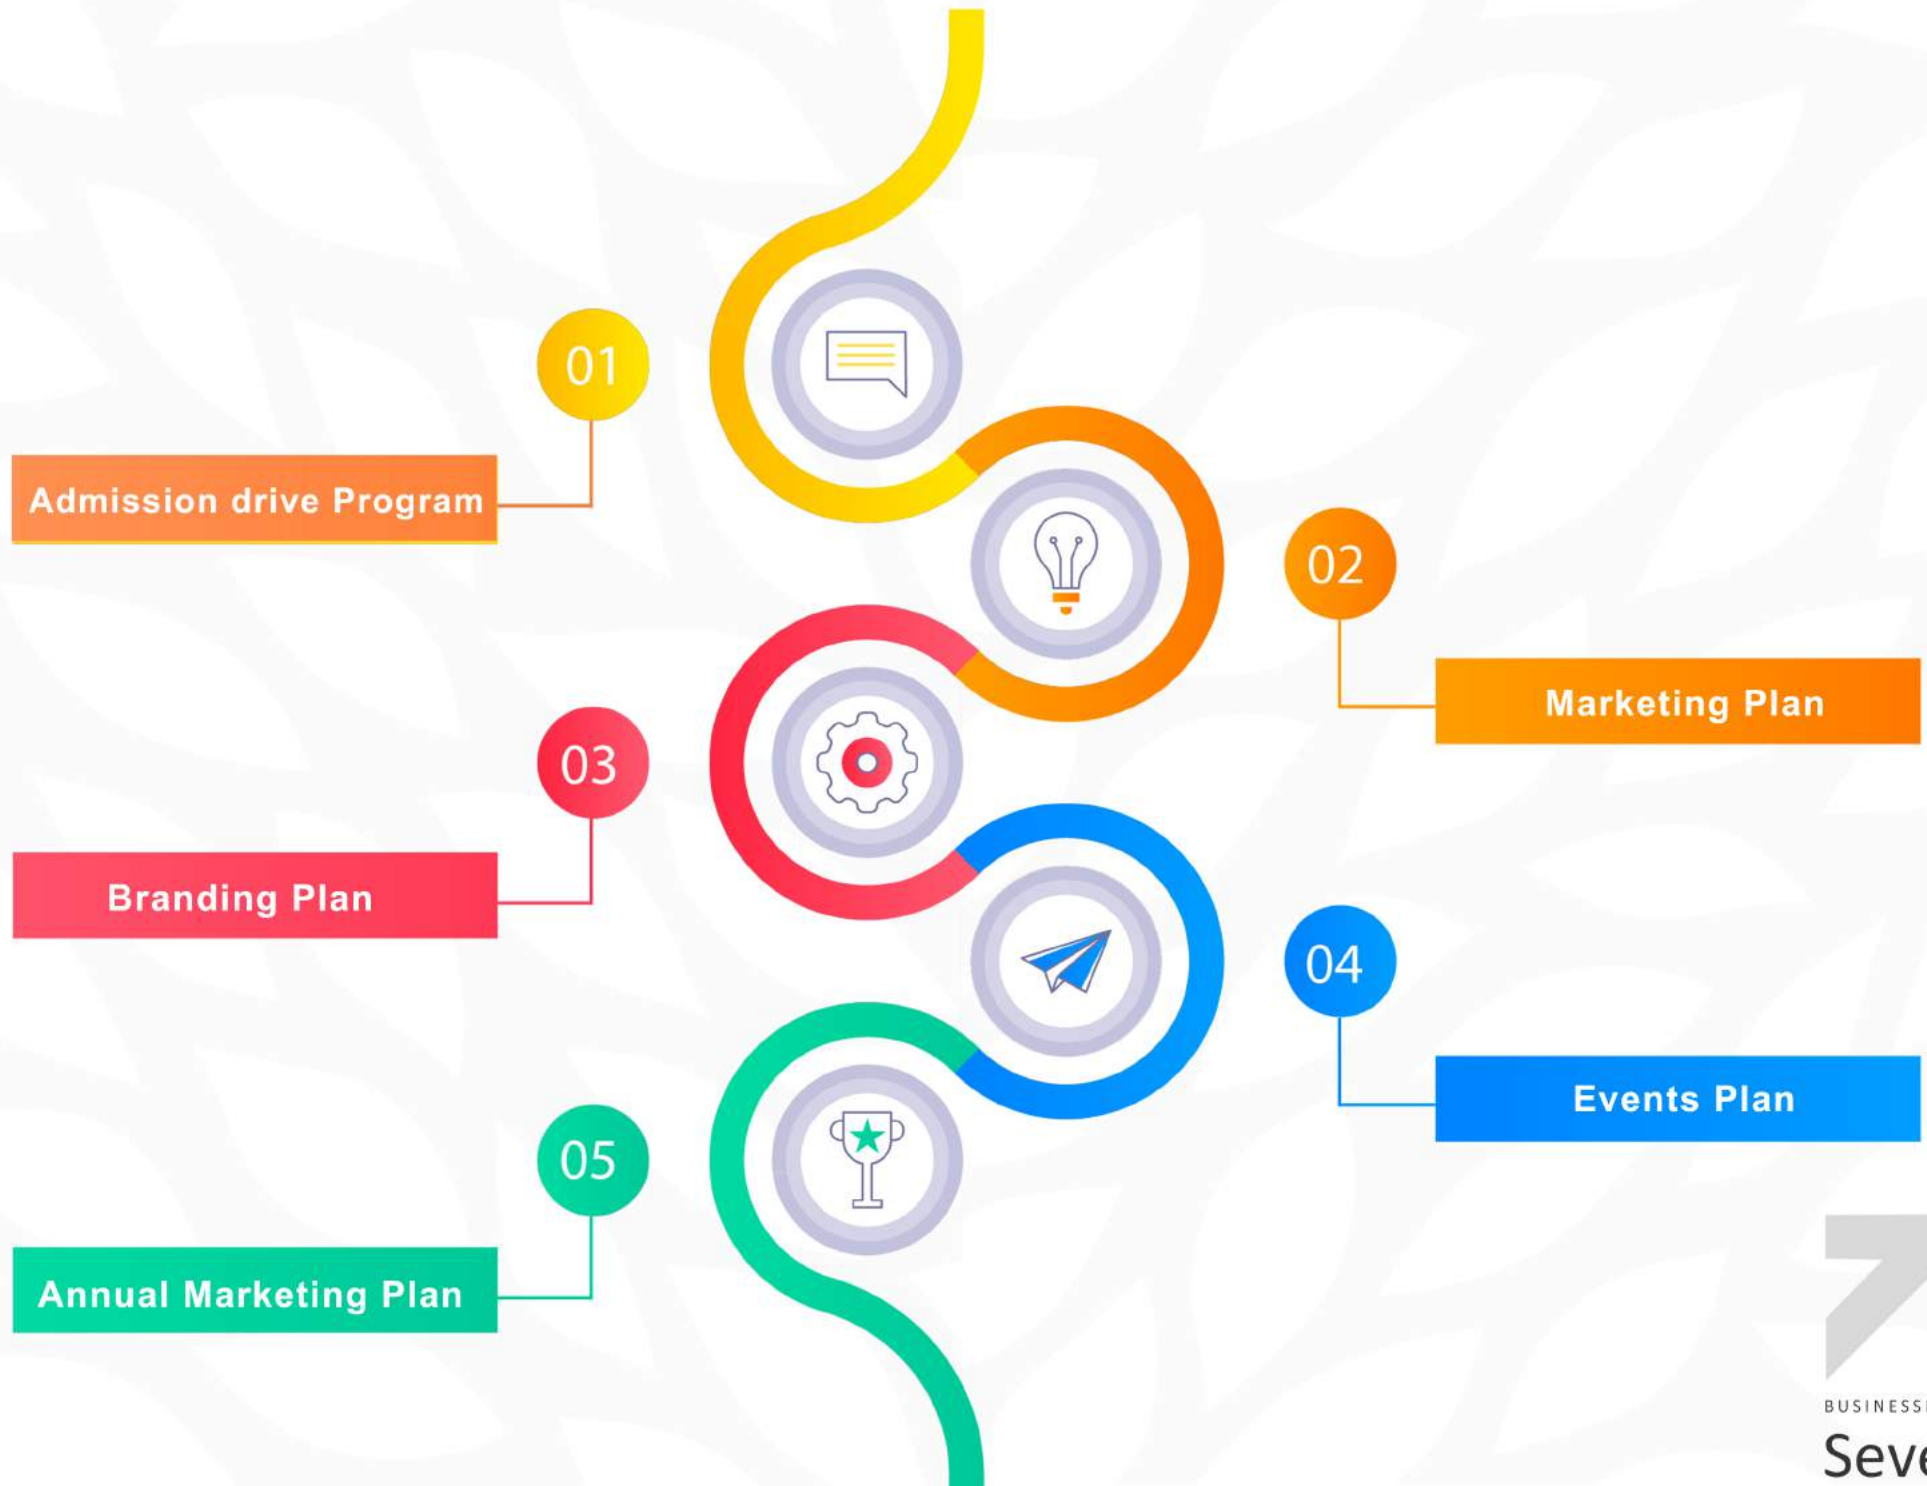 01
Admission drive Program
02
Marketing Plan
03
Branding Plan
04
Events Plan
05
Annual Marketing Plan